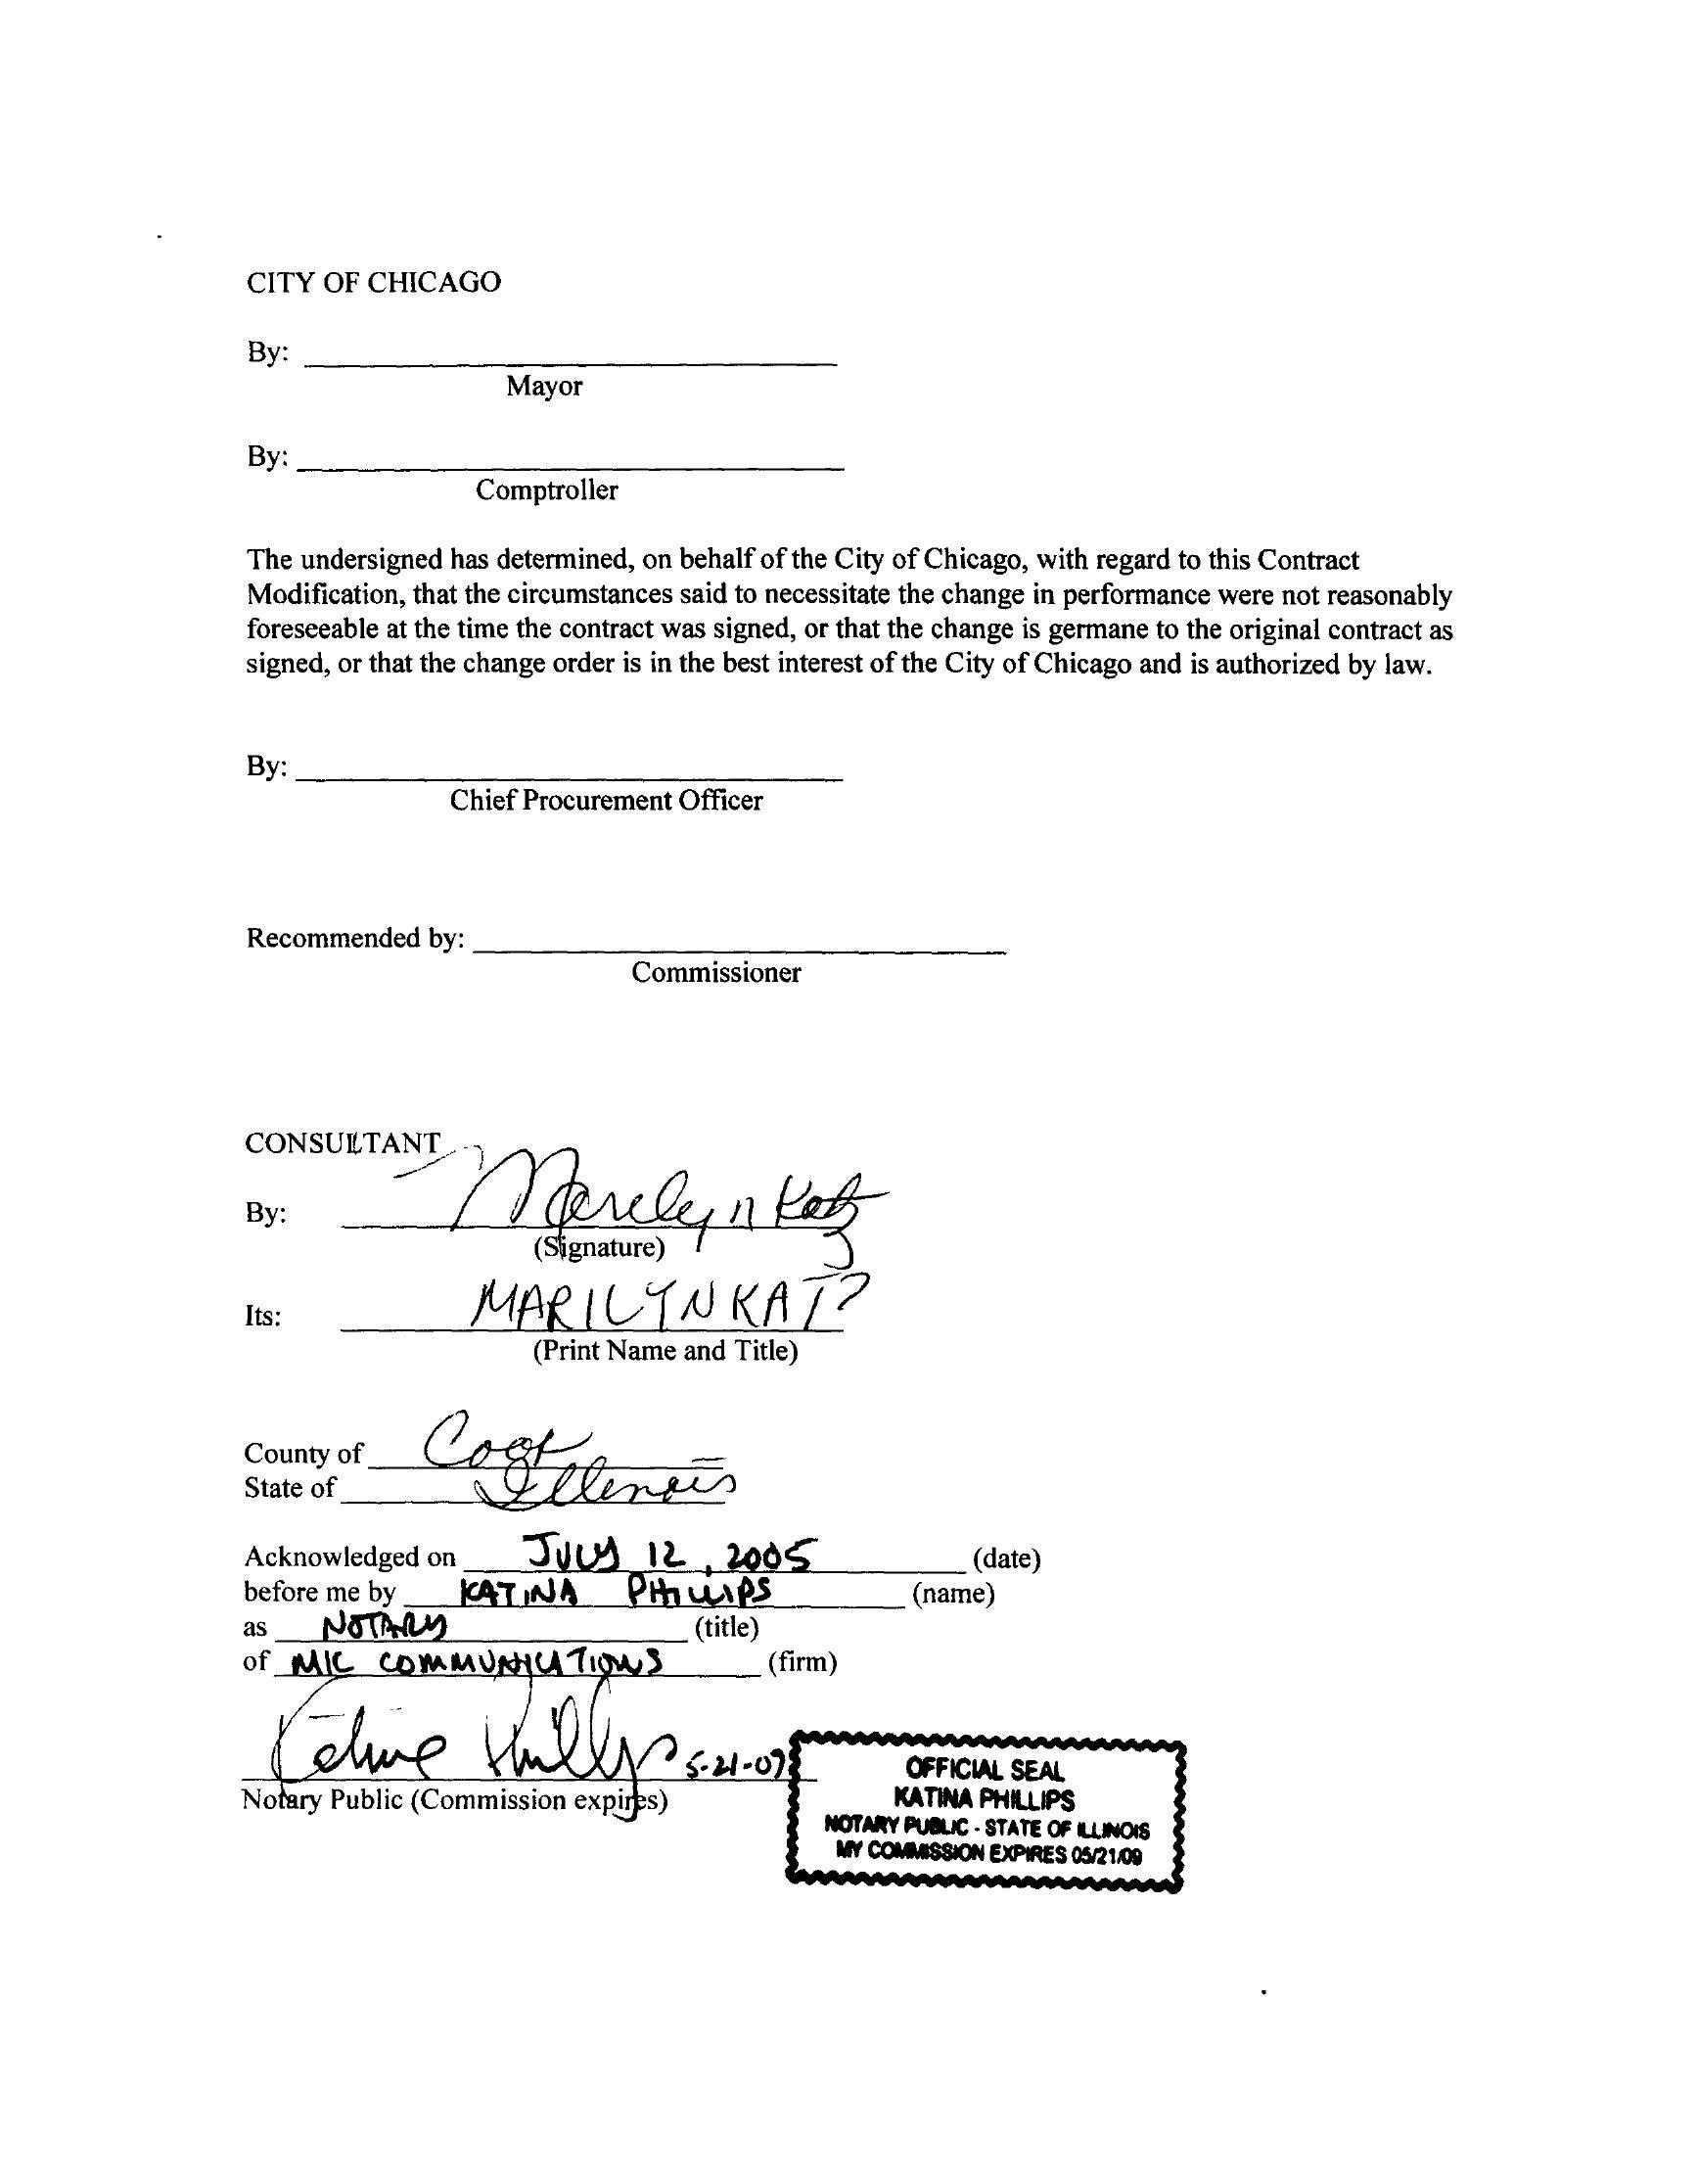 CITY OF CHICAGO
By:
Mayor
By:
Comptroller
The undersigned has determined, on behalf of the City of Chicago, with regard to this Contract
Modification, that the circumstances said to necessitate the change in performance were not reasonably
foreseeable at the time the contract was signed, or that the change is germane to the original contract as
signed, or that the change order is in the best interest of the City of Chicago and is authorized by law.
By:
Chief Procurement Officer
Recommended by:
Commissioner
CONSULTANT
By: Marilyn Katz
(Signature)
Its: MARILYN KATZ
(Print Name and Title)
County of Cook
State of Illinois
Acknowledged on JULY 12, 2005 (date)
before me by KATINA PHILLIPS (name)
as NOTARY (title)
of MK COMMUNICATIONS (firm)
Katina Phillips 5-21-09
Notary Public (Commission expires)
OFFICIAL SEAL
KATINA PHILLIPS
NOTARY PUBLIC - STATE OF ILLINOIS
MY COMMISSION EXPIRES 05/21/09